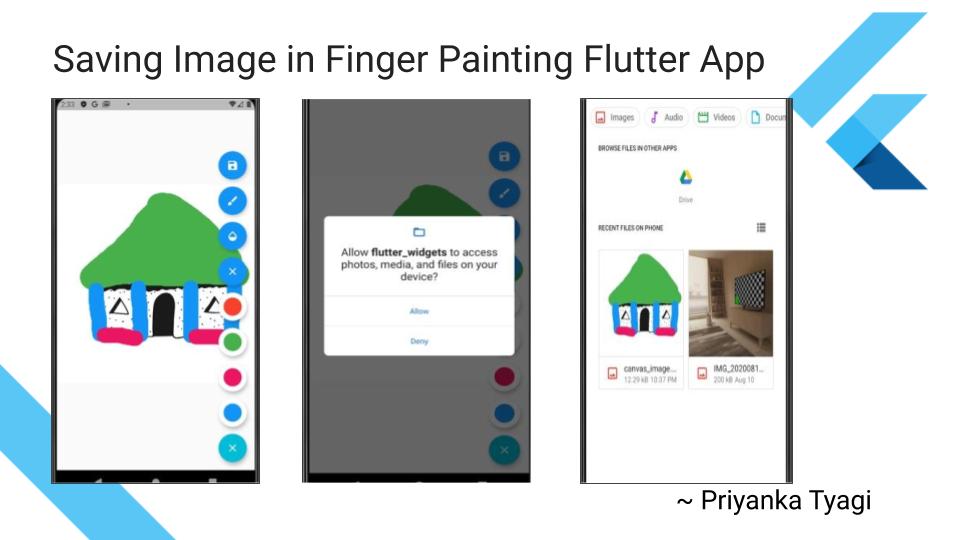 Saving Image in Finger Painting Flutter App
2:33
G
Allow flutter_widgets to access
photos, media, and files on your
device?
Allow
Deny
Images
Audio
Videos
Docun
BROWSE FILES IN OTHER APPS
Drive
RECENT FILES ON PHONE
canvas_image...
12.29 kB 10:37 PM
IMG_2020081...
200 kB Aug 10
~ Priyanka Tyagi